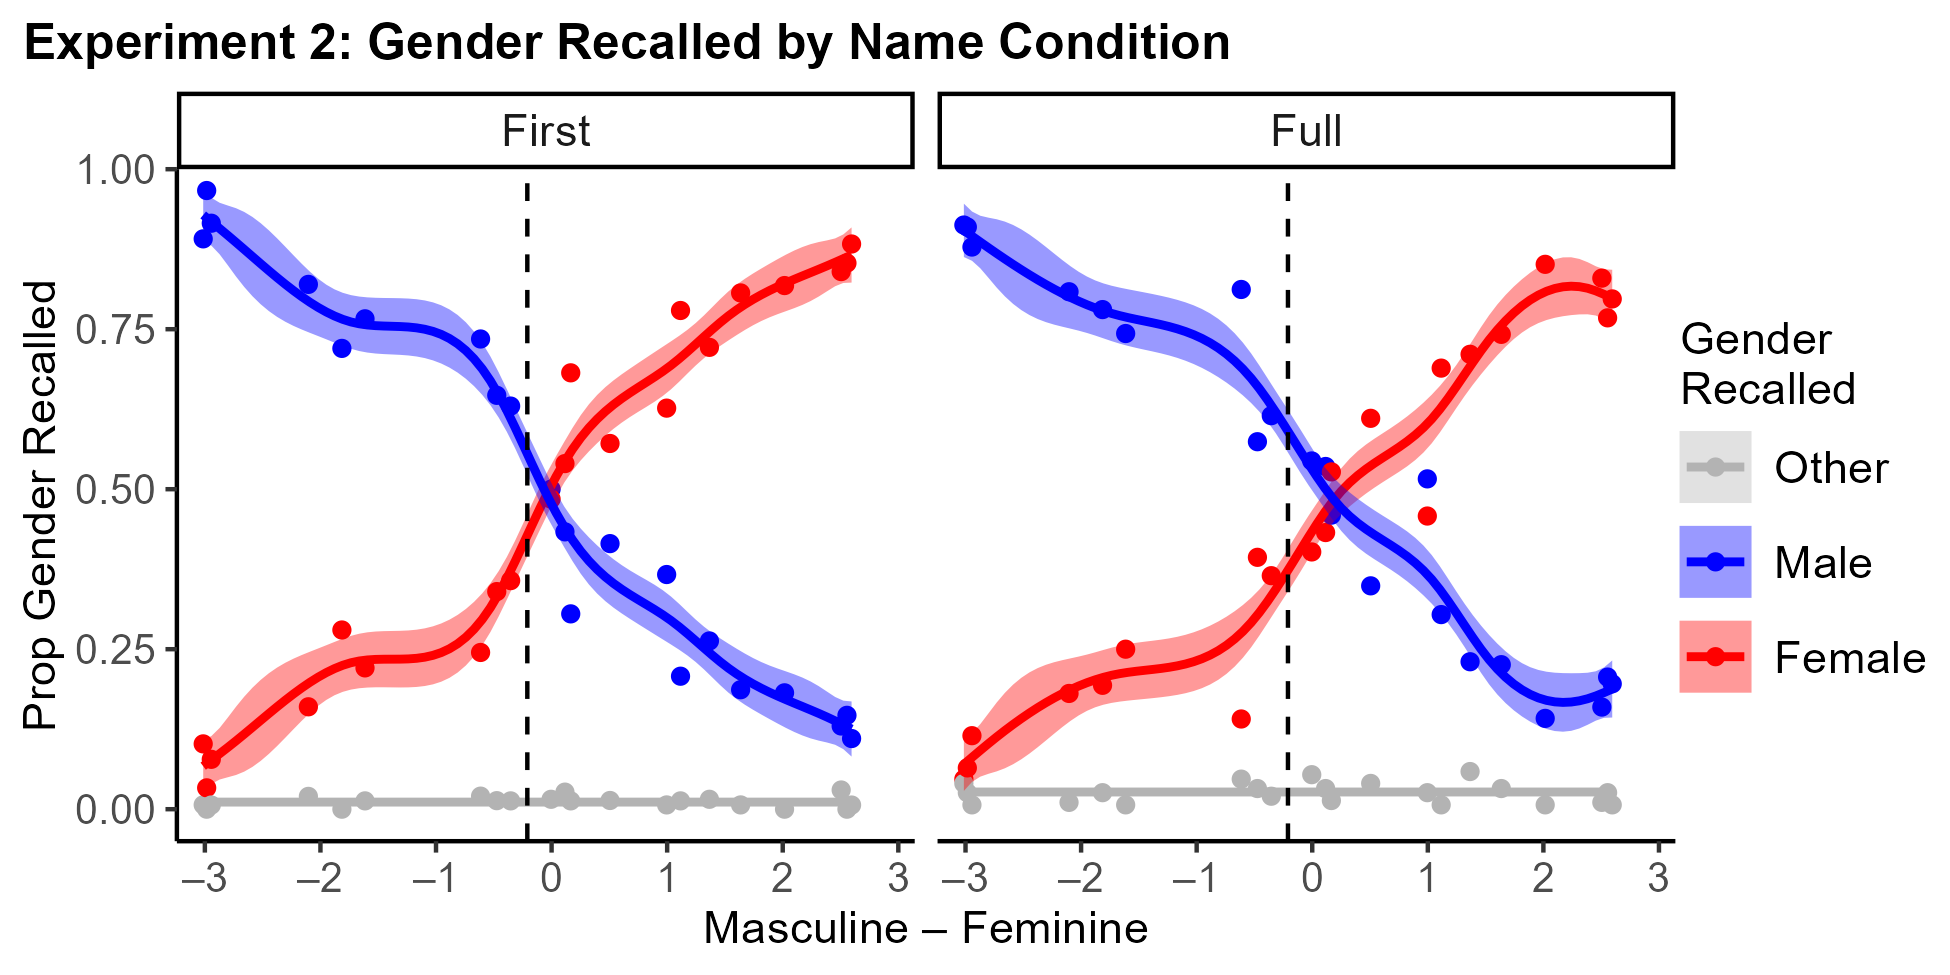 Experiment 2: Gender Recalled by Name Condition
First
Full
Prop Gender Recalled
1.00
0.75
0.50
0.25
0.00
–3
–2
–1
0
1
2
3
–3
–2
–1
0
1
2
3
Masculine – Feminine
Gender
Recalled
Other
Male
Female